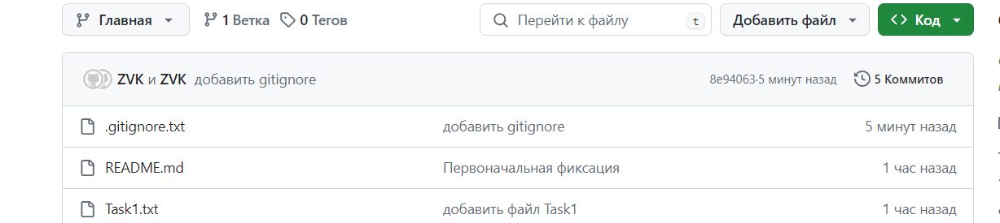 Главная 1 Ветка 0 Тегов Перейти к файлу t Добавить файл Код
ZVK и ZVK добавить gitignore 8e94063·5 минут назад 5 Коммитов
.gitignore.txt добавить gitignore 5 минут назад
README.md Первоначальная фиксация 1 час назад
Task1.txt добавить файл Task1 1 час назад